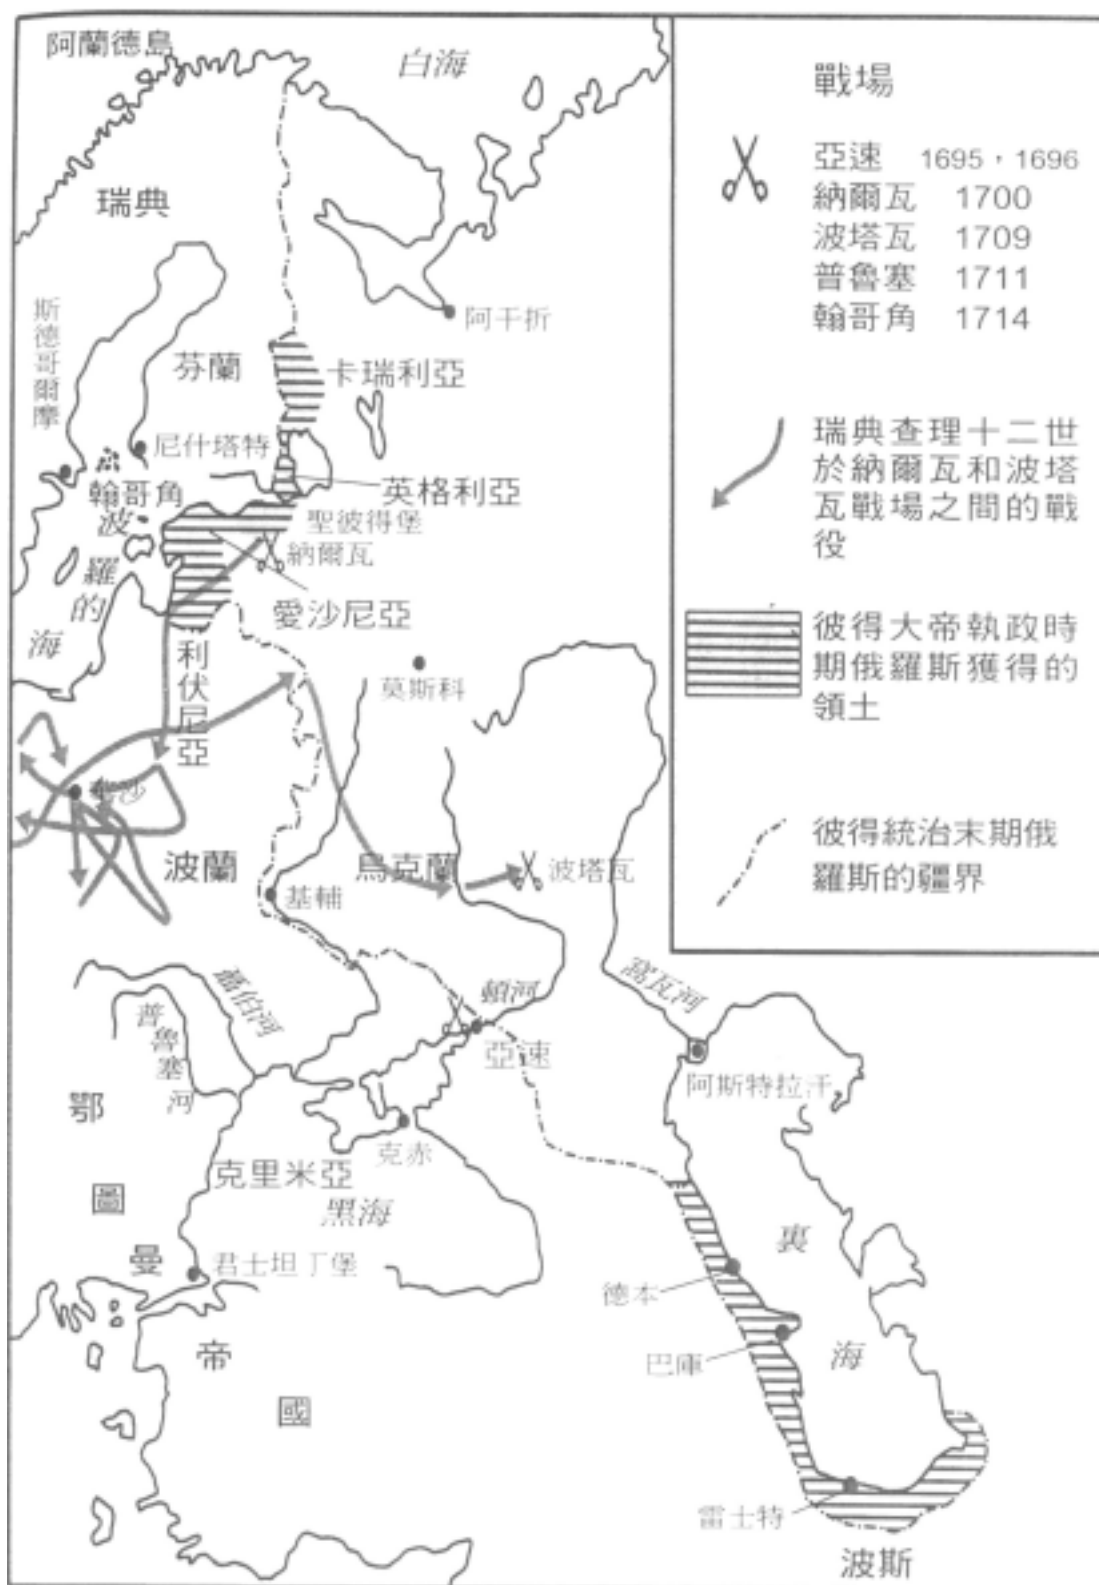 阿蘭德島
白海
瑞典
斯德哥爾摩
芬蘭
阿干折
卡瑞利亞
尼什塔特
翰哥角
英格利亞
聖彼得堡
納爾瓦
波羅的海
愛沙尼亞
利伏尼亞
莫斯科
華沙
波蘭
烏克蘭
波塔瓦
基輔
普魯塞河
頓河
窩瓦河
亞速
阿斯特拉汗
鄂圖曼帝國
克赤
克里米亞
黑海
君士坦丁堡
裏海
德本
巴庫
雷士特
波斯
戰場
亞速 1695，1696
納爾瓦 1700
波塔瓦 1709
普魯塞 1711
翰哥角 1714
瑞典查理十二世
於納爾瓦和波塔
瓦戰場之間的戰
役
彼得大帝執政時
期俄羅斯獲得的
領土
彼得統治末期俄
羅斯的疆界